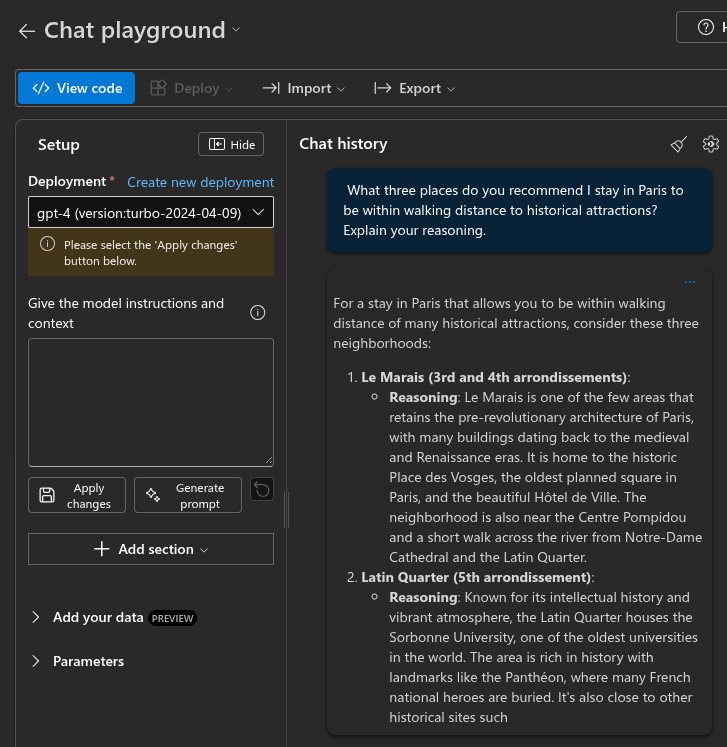 Chat playground
View code
Deploy
Import
Export
Setup
Hide
Deployment *
Create new deployment
gpt-4 (version:turbo-2024-04-09)
Please select the 'Apply changes'
button below.
Give the model instructions and
context
Apply
changes
Generate
prompt
Add section
Add your data PREVIEW
Parameters
Chat history
What three places do you recommend I stay in Paris to
be within walking distance to historical attractions?
Explain your reasoning.
For a stay in Paris that allows you to be within walking
distance of many historical attractions, consider these three
neighborhoods:
1. Le Marais (3rd and 4th arrondissements):
Reasoning: Le Marais is one of the few areas that
retains the pre-revolutionary architecture of Paris,
with many buildings dating back to the medieval
and Renaissance eras. It is home to the historic
Place des Vosges, the oldest planned square in
Paris, and the beautiful Hôtel de Ville. The
neighborhood is also near the Centre Pompidou
and a short walk across the river from Notre-Dame
Cathedral and the Latin Quarter.
2. Latin Quarter (5th arrondissement):
Reasoning: Known for its intellectual history and
vibrant atmosphere, the Latin Quarter houses the
Sorbonne University, one of the oldest universities
in the world. The area is rich in history with
landmarks like the Panthéon, where many French
national heroes are buried. It's also close to other
historical sites such